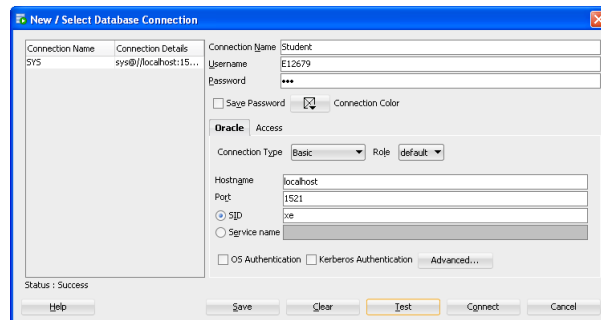 New / Select Database Connection
Connection Name Connection Details
SYS sys@//localhost:15...
Connection Name Student
Username E12679
Password •••
Save Password Connection Color
Oracle Access
Connection Type Basic Role default
Hostname localhost
Port 1521
SID xe
Service name
OS Authentication Kerberos Authentication Advanced...
Status : Success
Help Save Clear Test Connect Cancel